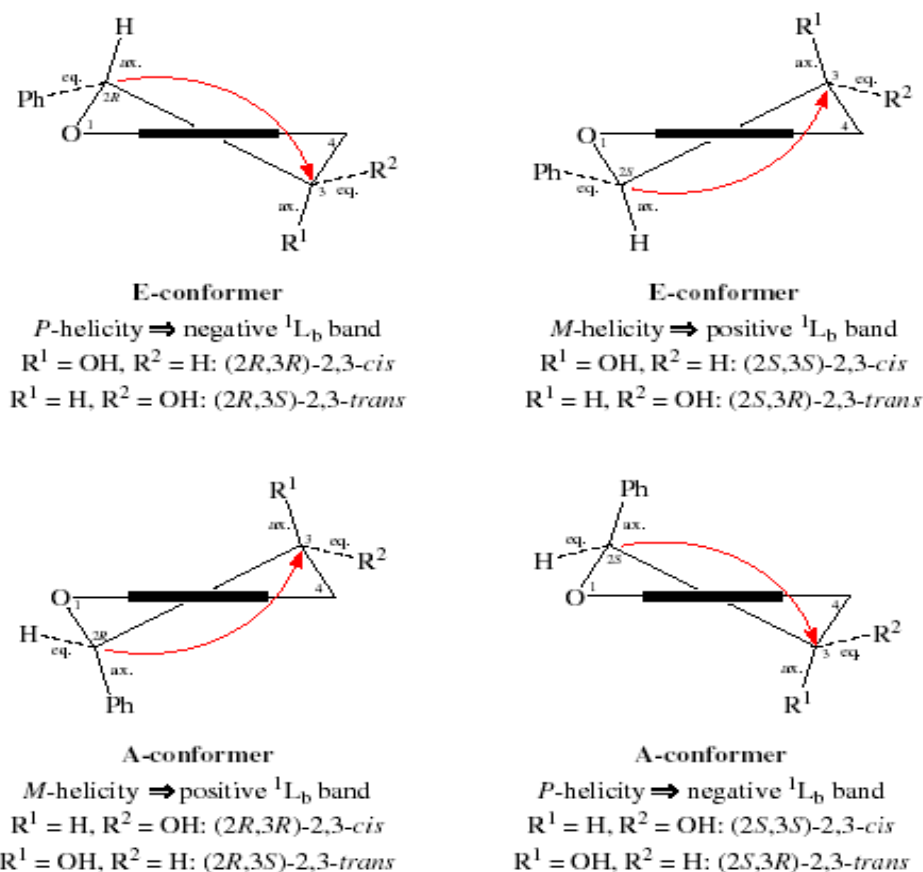 H
ax.
eq.
Ph
2R
O
1
4
R²
3
eq.
ax.
R¹
E-conformer
P-helicity ⇒ negative ¹L_b band
R¹ = OH, R² = H: (2R,3R)-2,3-cis
R¹ = H, R² = OH: (2R,3S)-2,3-trans
R¹
ax.
3
eq.
R²
O
1
4
Ph
2S
eq.
ax.
H
E-conformer
M-helicity ⇒ positive ¹L_b band
R¹ = OH, R² = H: (2S,3S)-2,3-cis
R¹ = H, R² = OH: (2S,3R)-2,3-trans
R¹
ax.
3
eq.
R²
O
1
4
H
2R
eq.
ax.
Ph
A-conformer
M-helicity ⇒ positive ¹L_b band
R¹ = H, R² = OH: (2R,3R)-2,3-cis
R¹ = OH, R² = H: (2R,3S)-2,3-trans
Ph
ax.
eq.
H
2S
O
1
4
R²
3
eq.
ax.
R¹
A-conformer
P-helicity ⇒ negative ¹L_b band
R¹ = H, R² = OH: (2S,3S)-2,3-cis
R¹ = OH, R² = H: (2S,3R)-2,3-trans